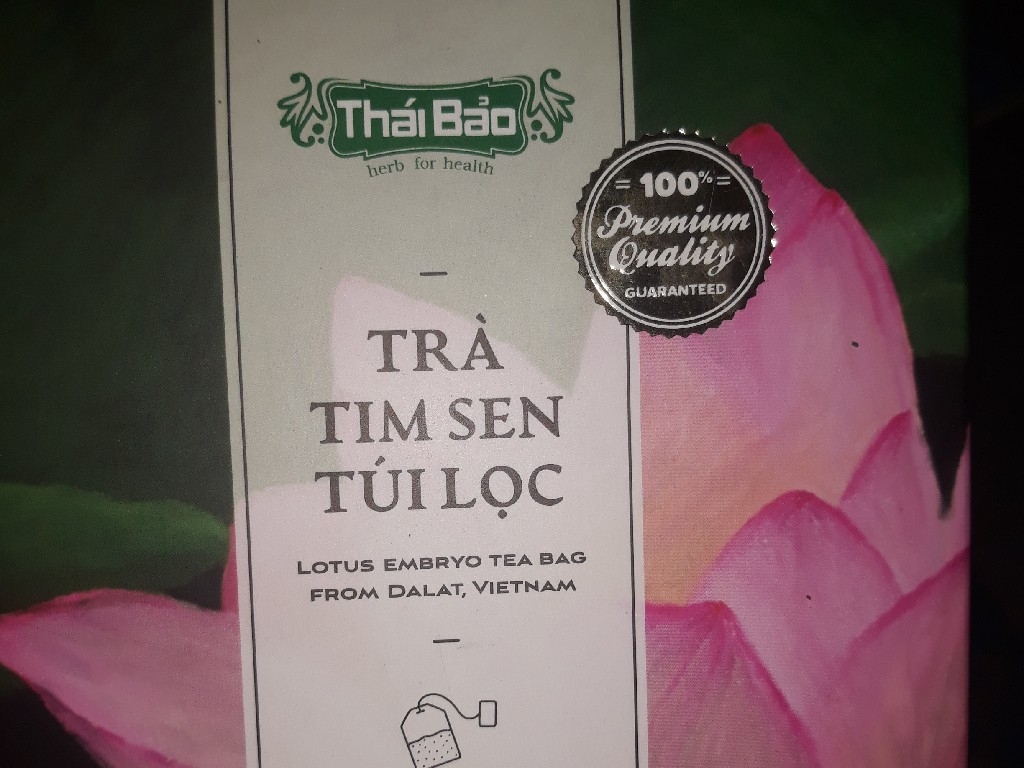 Thái Bảo
herb for health
100%
Premium
Quality
GUARANTEED
TRÀ
TIM SEN
TÚI LỌC
LOTUS EMBRYO TEA BAG
FROM DALAT, VIETNAM